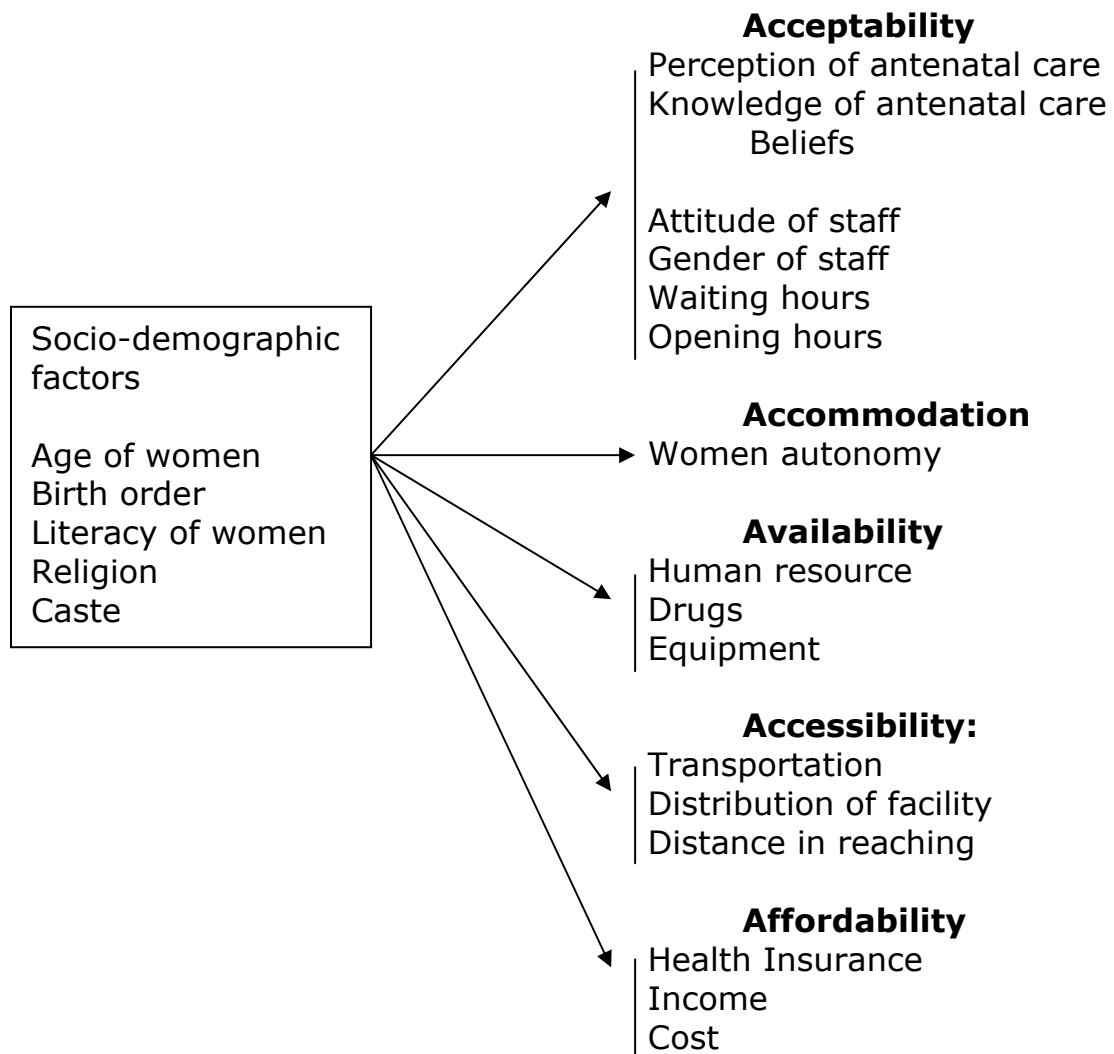 Acceptability
Perception of antenatal care
Knowledge of antenatal care
Beliefs
Attitude of staff
Gender of staff
Waiting hours
Opening hours
Socio-demographic
factors
Age of women
Birth order
Literacy of women
Religion
Caste
Accommodation
Women autonomy
Availability
Human resource
Drugs
Equipment
Accessibility:
Transportation
Distribution of facility
Distance in reaching
Affordability
Health Insurance
Income
Cost